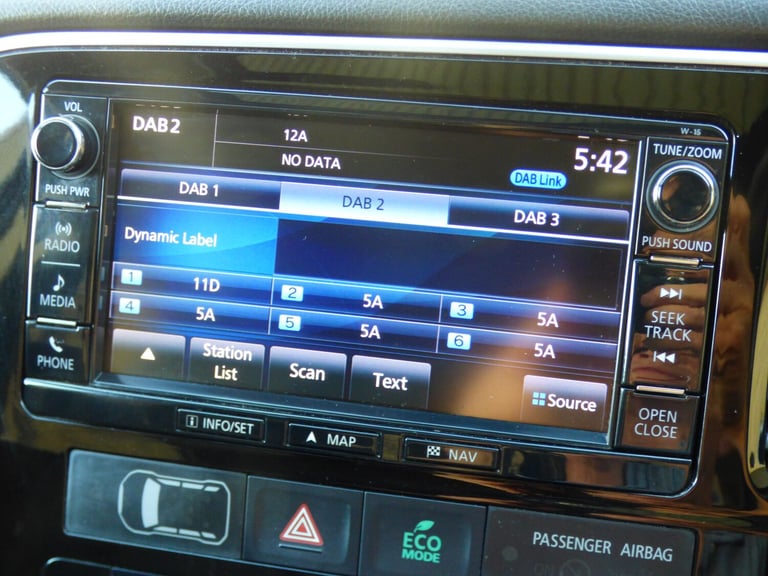 W-15
VOL
PUSH PWR
RADIO
MEDIA
PHONE
DAB 2
12A
NO DATA
DAB Link
5:42
DAB 1
DAB 2
DAB 3
Dynamic Label
1 11D
2 5A
3 5A
4 5A
5 5A
6 5A
Station
List
Scan
Text
Source
TUNE/ZOOM
PUSH SOUND
SEEK
TRACK
OPEN
CLOSE
INFO/SET
MAP
NAV
ECO
MODE
PASSENGER AIRBAG
ON